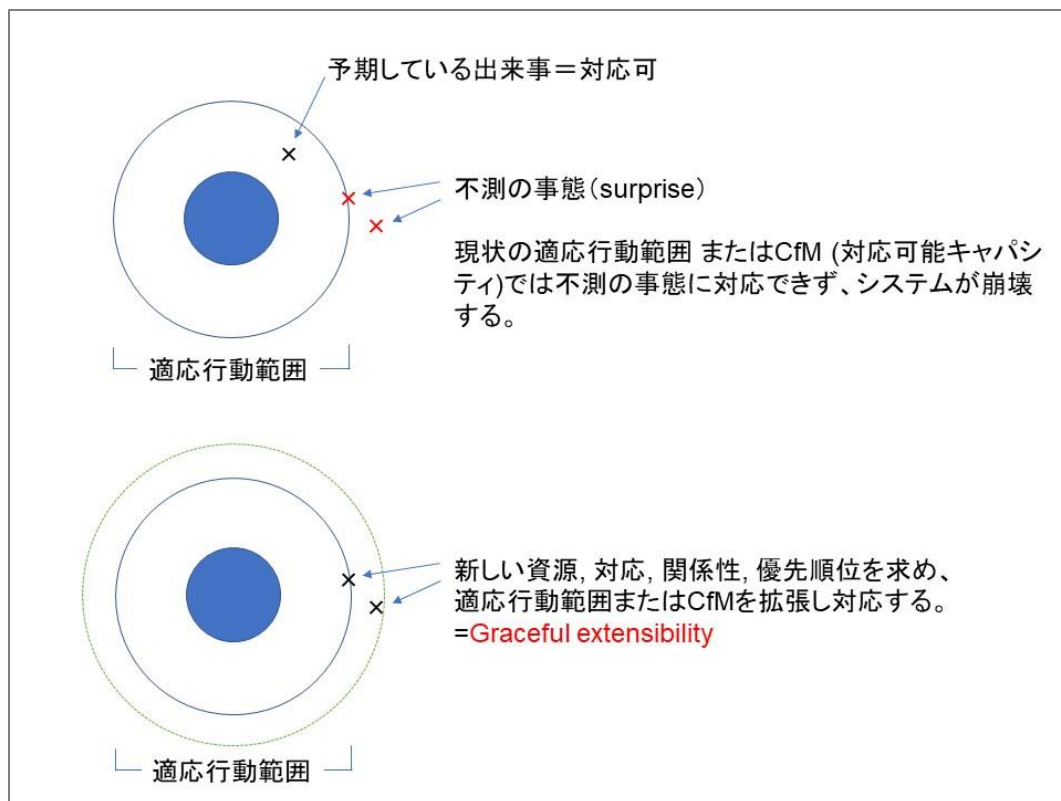 予期している出来事＝対応可
不測の事態（surprise）
現状の適応行動範囲 またはCfM (対応可能キャパシ
ティ)では不測の事態に対応できず、システムが崩壊
する。
適応行動範囲
新しい資源, 対応, 関係性, 優先順位を求め、
適応行動範囲またはCfMを拡張し対応する。
=Graceful extensibility
適応行動範囲